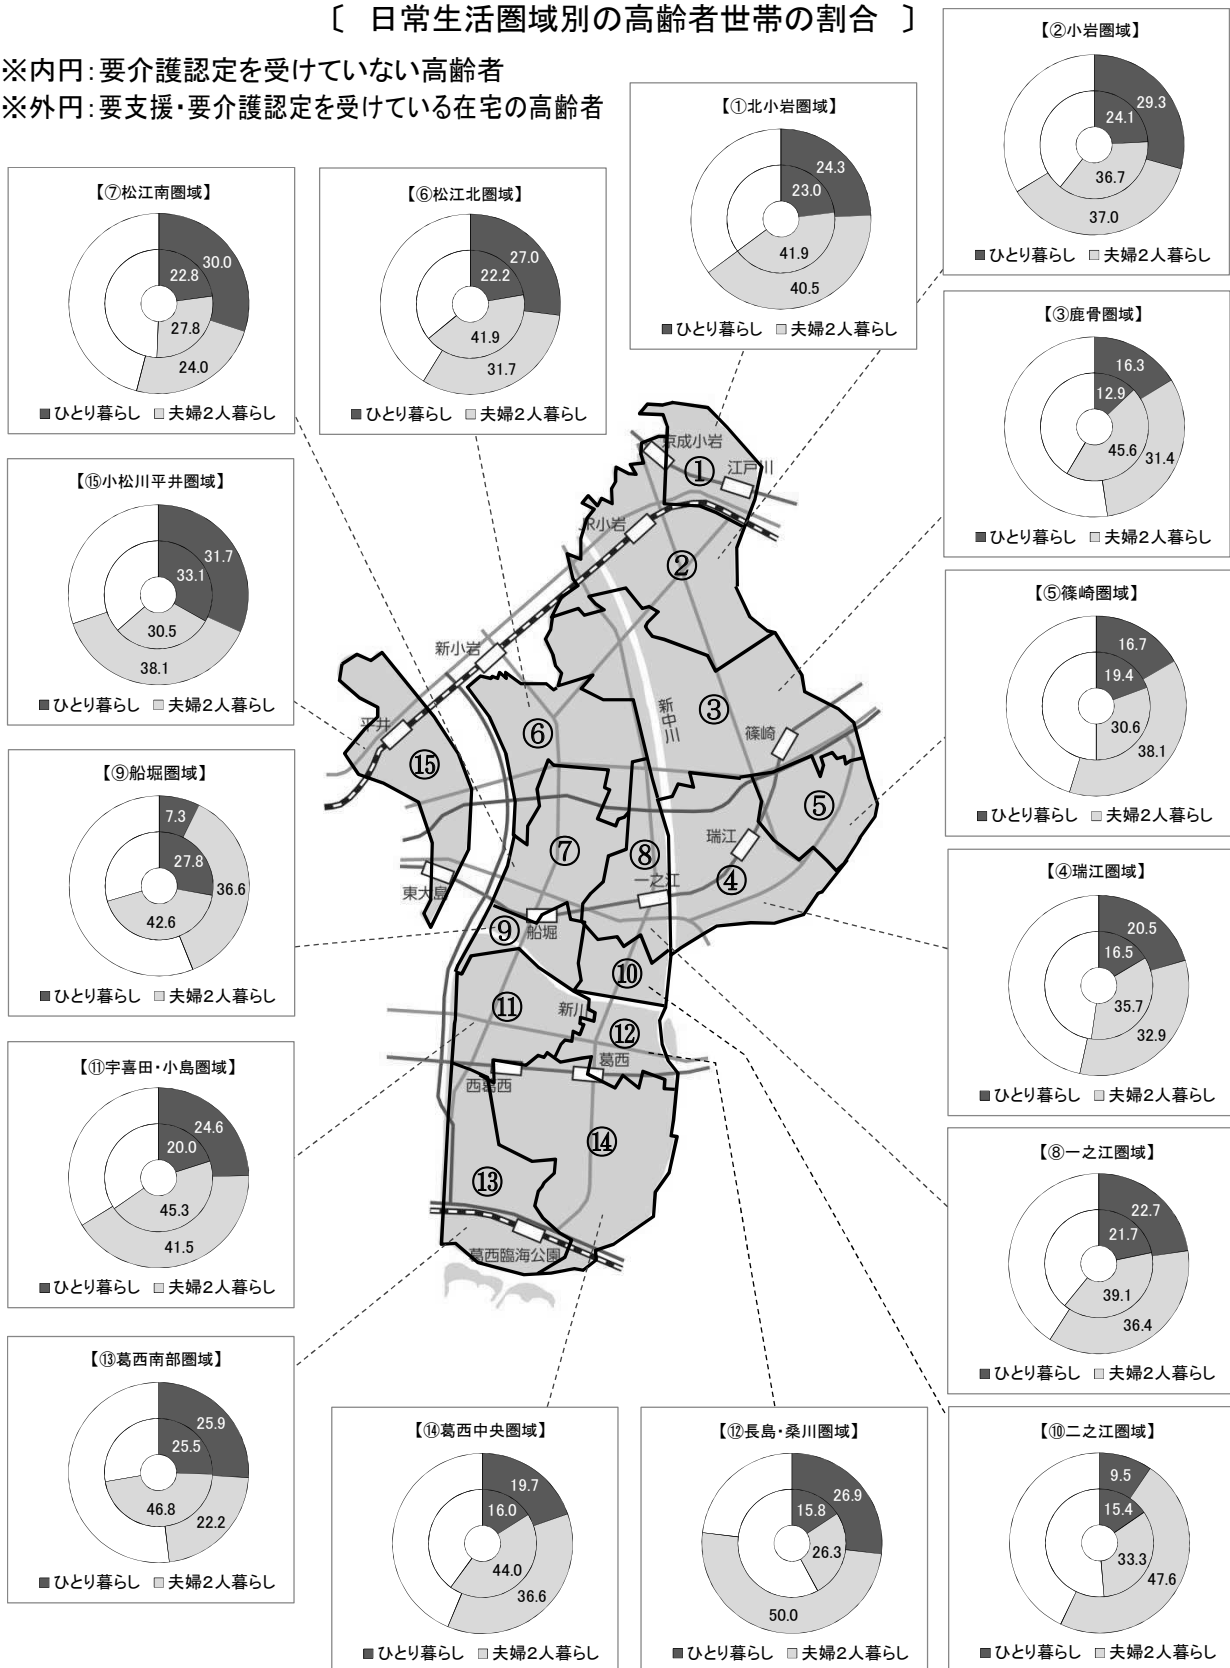 〔 日常生活圏域別の高齢者世帯の割合 〕
※内円：要介護認定を受けていない高齢者
※外円：要支援・要介護認定を受けている在宅の高齢者
【②小岩圏域】
29.3
24.1
36.7
37.0
■ひとり暮らし □夫婦２人暮らし
【①北小岩圏域】
24.3
23.0
41.9
40.5
■ひとり暮らし □夫婦２人暮らし
【⑦松江南圏域】
30.0
22.8
27.8
24.0
■ひとり暮らし □夫婦２人暮らし
【⑥松江北圏域】
27.0
22.2
41.9
31.7
■ひとり暮らし □夫婦２人暮らし
【③鹿骨圏域】
16.3
12.9
45.6
31.4
■ひとり暮らし □夫婦２人暮らし
【⑮小松川平井圏域】
31.7
33.1
30.5
38.1
■ひとり暮らし □夫婦２人暮らし
【⑤篠崎圏域】
16.7
19.4
30.6
38.1
■ひとり暮らし □夫婦２人暮らし
【⑨船堀圏域】
7.3
27.8
36.6
42.6
■ひとり暮らし □夫婦２人暮らし
【④瑞江圏域】
20.5
16.5
35.7
32.9
■ひとり暮らし □夫婦２人暮らし
【⑪宇喜田・小島圏域】
24.6
20.0
45.3
41.5
■ひとり暮らし □夫婦２人暮らし
【⑧一之江圏域】
22.7
21.7
39.1
36.4
■ひとり暮らし □夫婦２人暮らし
【⑬葛西南部圏域】
25.9
25.5
46.8
22.2
■ひとり暮らし □夫婦２人暮らし
【⑭葛西中央圏域】
19.7
16.0
44.0
36.6
■ひとり暮らし □夫婦２人暮らし
【⑫長島・桑川圏域】
26.9
15.8
26.3
50.0
■ひとり暮らし □夫婦２人暮らし
【⑩二之江圏域】
9.5
15.4
33.3
47.6
■ひとり暮らし □夫婦２人暮らし
京成小岩
①
江戸川
JR小岩
②
新小岩
③
新中川
篠崎
⑥
平井
⑮
⑤
瑞江
⑦
⑧
④
一之江
東大島
⑨
船堀
⑩
⑪
新川
⑫
葛西
西葛西
⑭
⑬
葛西臨海公園